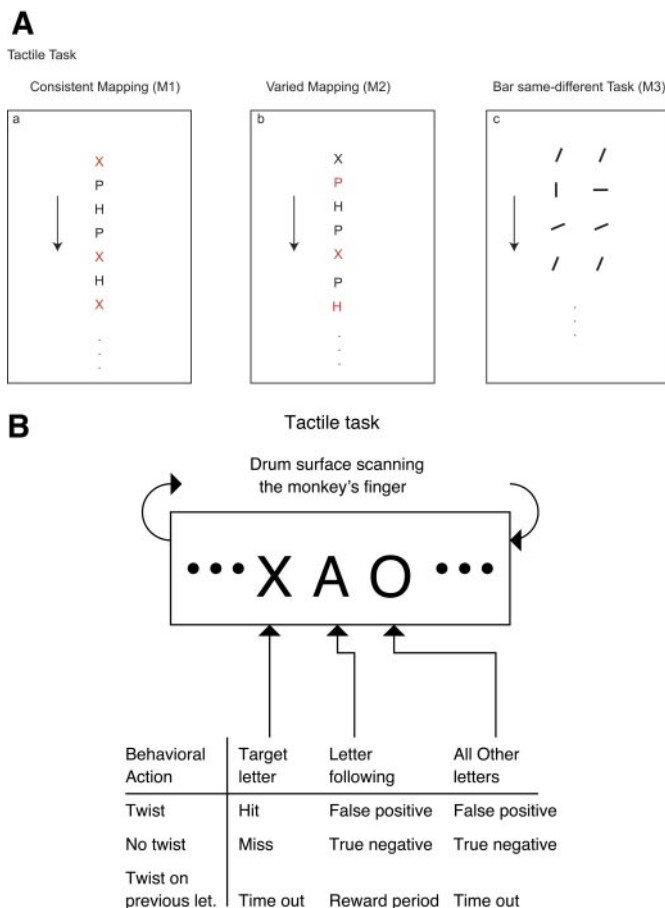 A
Tactile Task
Consistent Mapping (M1)
Varied Mapping (M2)
Bar same-different Task (M3)
a
X
P
H
P
X
H
X
.
.
.
b
X
P
H
P
X
P
H
.
.
.
c
.
.
.
B
Tactile task
Drum surface scanning
the monkey's finger
••• X A O •••
Behavioral Target Letter All Other
Action letter following letters
Twist Hit False positive False positive
No twist Miss True negative True negative
Twist on
previous let. Time out Reward period Time out